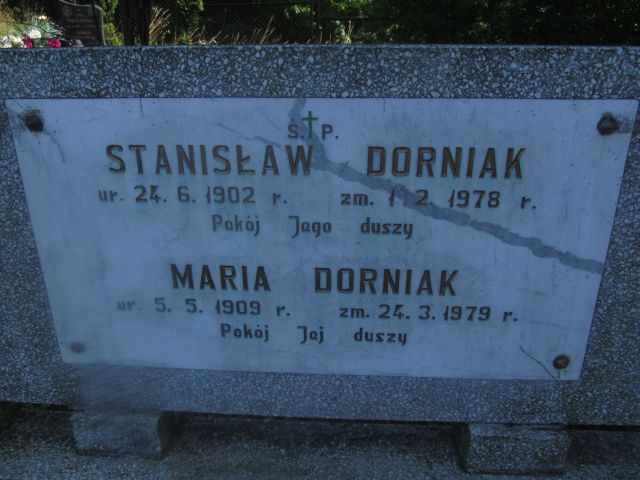 S.†P.
STANISŁAW DORNIAK
ur. 24. 6. 1902 r. zm. 1. 2. 1978 r.
Pokój Jego duszy
MARIA DORNIAK
ur. 5. 5. 1909 r. zm. 24. 3. 1979 r.
Pokój Jej duszy